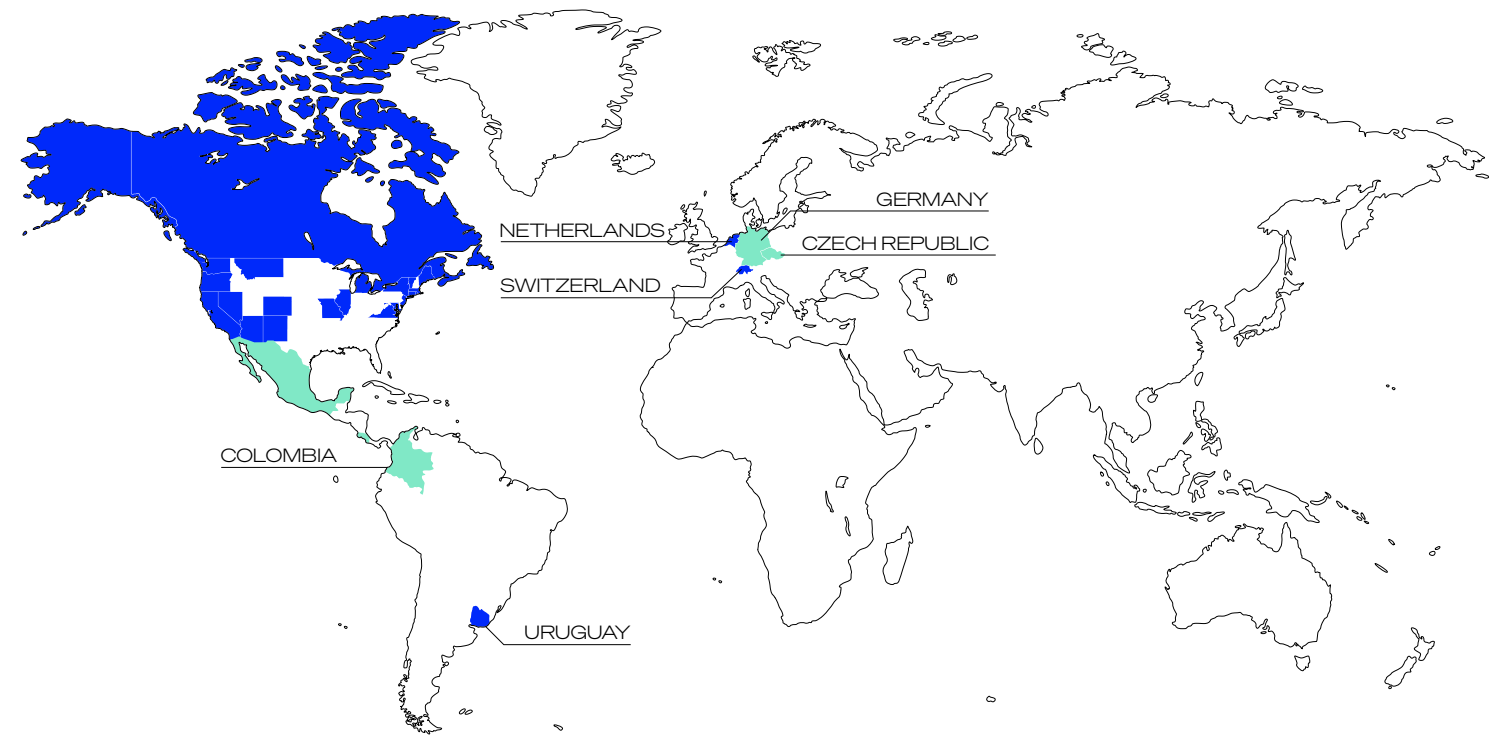 GERMANY
NETHERLANDS
CZECH REPUBLIC
SWITZERLAND
COLOMBIA
URUGUAY